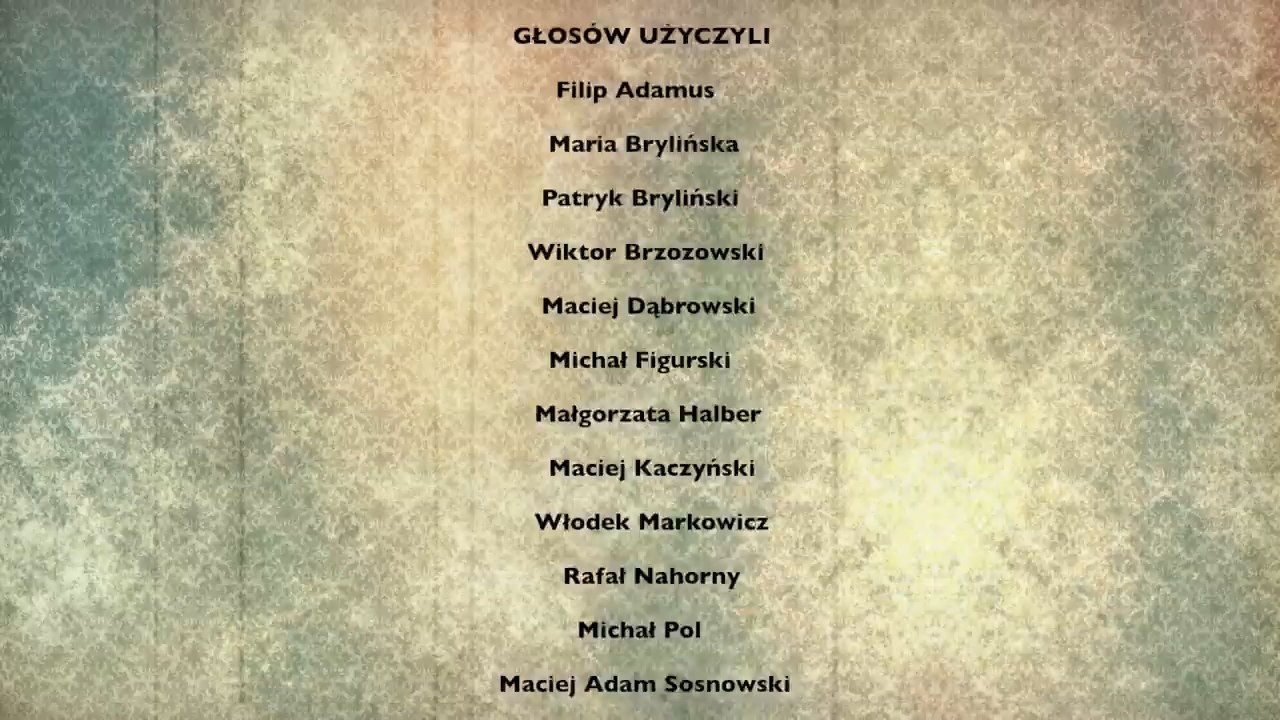 GŁOSÓW UŻYCZYLI
Filip Adamus
Maria Brylińska
Patryk Bryliński
Wiktor Brzozowski
Maciej Dąbrowski
Michał Figurski
Małgorzata Halber
Maciej Kaczyński
Włodek Markowicz
Rafał Nahorny
Michał Pol
Maciej Adam Sosnowski